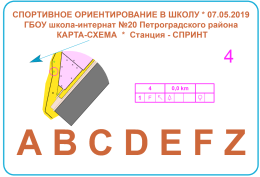 СПОРТИВНОЕ ОРИЕНТИРОВАНИЕ В ШКОЛУ * 07.05.2019
ГБОУ школа-интернат №20 Петроградского района
КАРТА-СХЕМА * Станция - СПРИНТ
4
4 0,0 km
A B C D E F Z